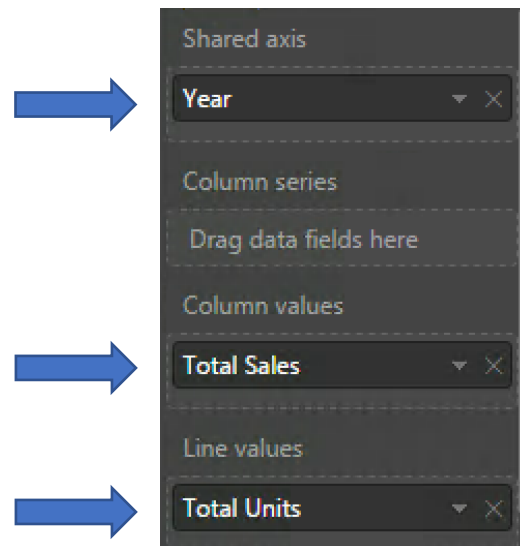 Shared axis
Year
Column series
Drag data fields here
Column values
Total Sales
Line values
Total Units